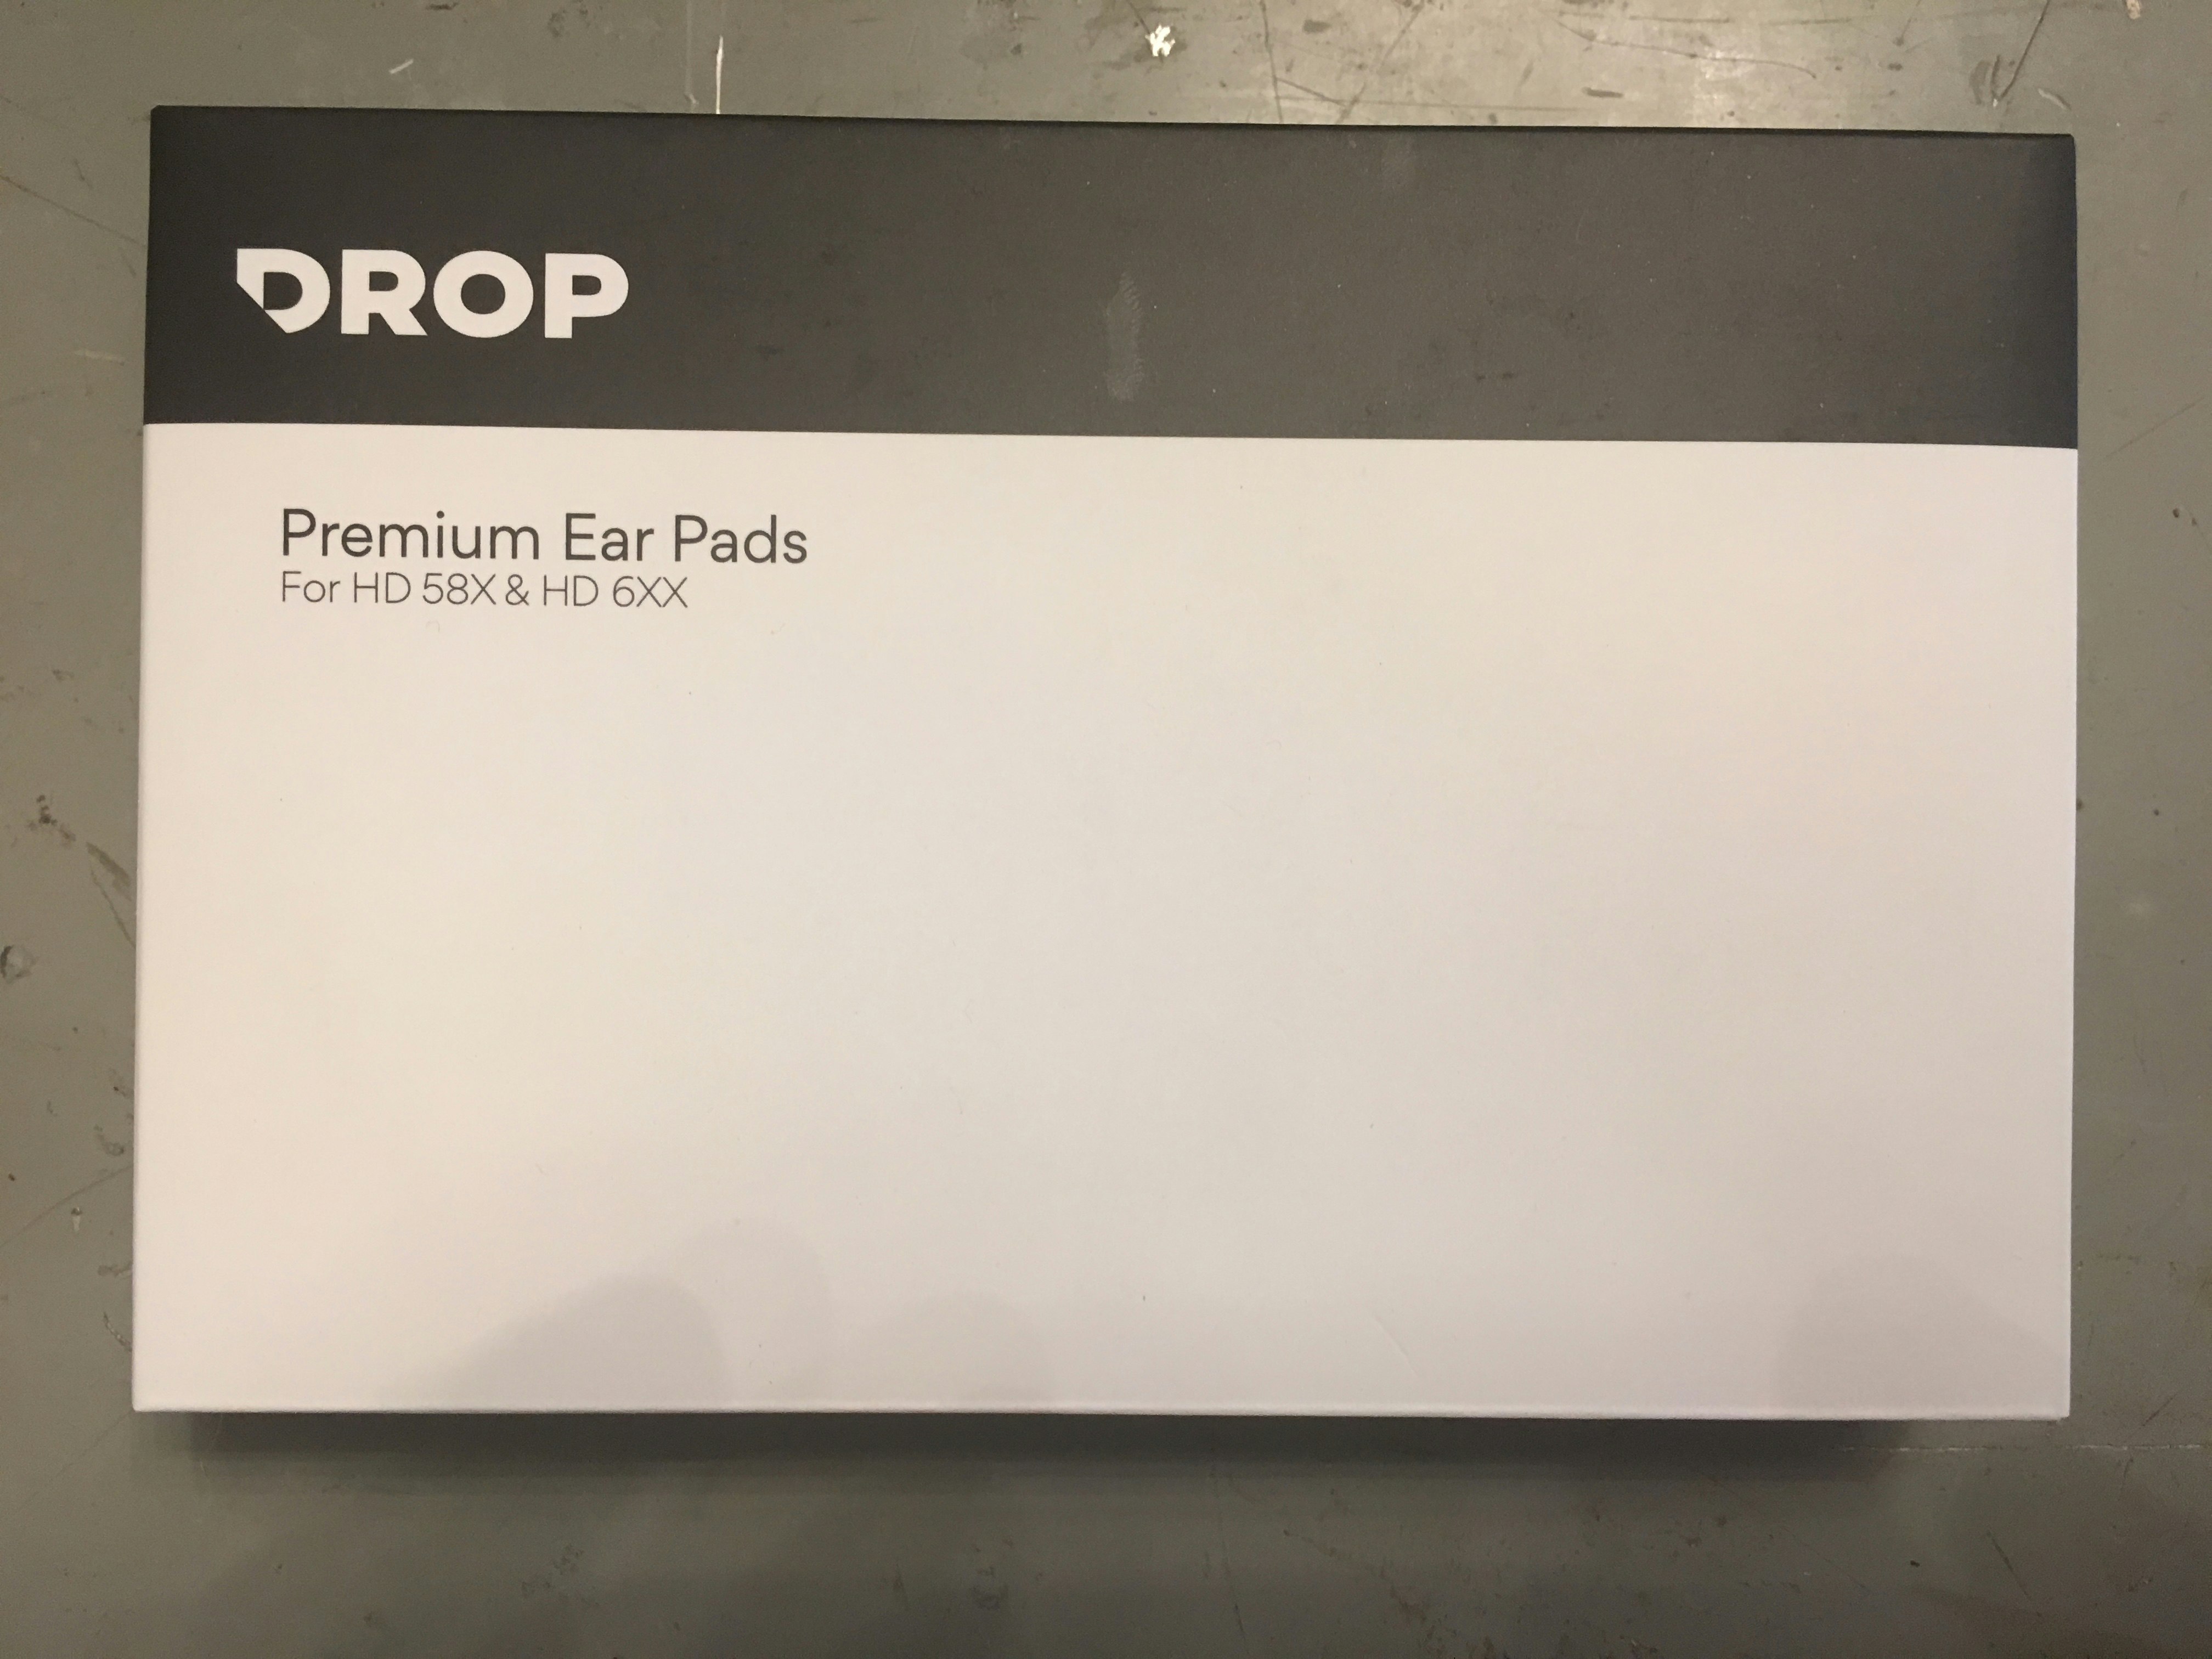 DROP
Premium Ear Pads
For HD 58X & HD 6XX